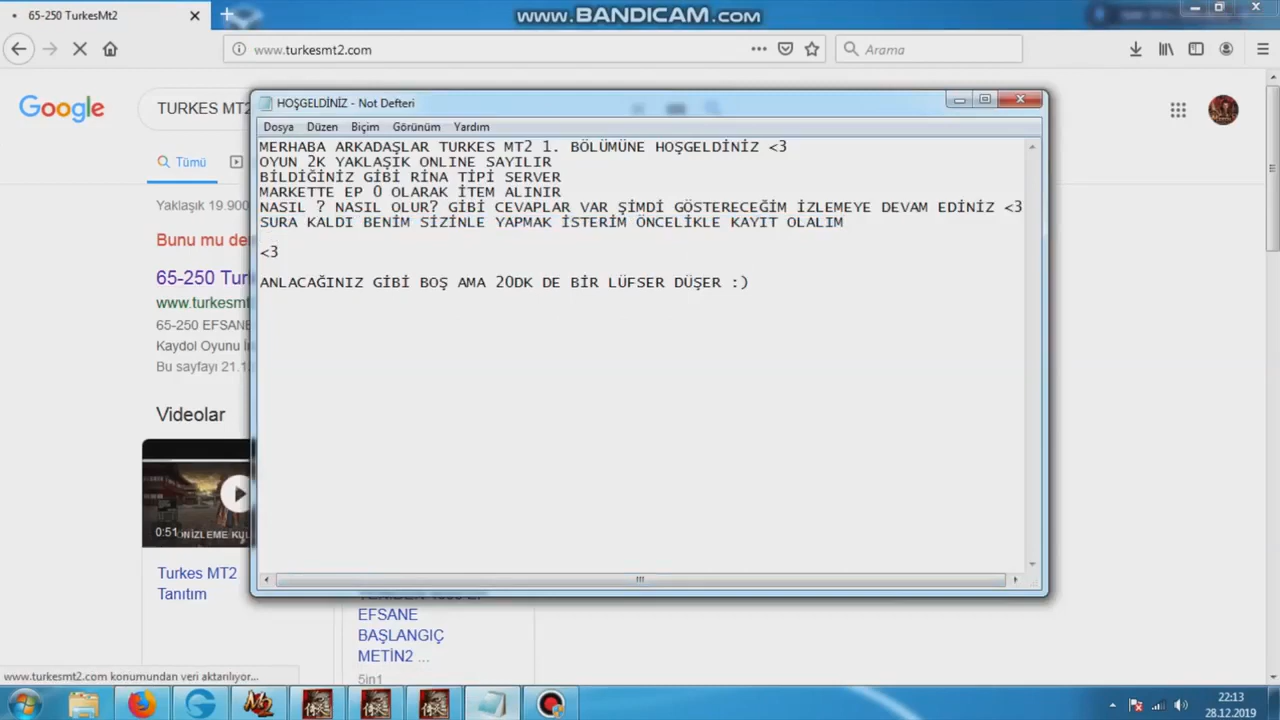 65-250 TurkesMt2
www.BANDICAM.com
www.turkesmt2.com
Arama
Google
TURKES MT2
Tümü
Yaklaşık 19.900
Bunu mu
65-250
www.turkesmt
65-250 EFSANE
Kaydol Oyunu
Bu sayfayı 21.12
Videolar
0:51
Turkes MT2
Tanıtım
EFSANE
BAŞLANGIÇ
METİN2 ...
5in1
HOŞGELDİNİZ - Not Defteri
Dosya Düzen Biçim Görünüm Yardım
MERHABA ARKADAŞLAR TURKES MT2 1. BÖLÜMÜNE HOŞGELDİNİZ <3
OYUN 2K YAKLAŞIK ONLINE SAYILIR
BİLDİĞİNİZ GİBİ RİNA TİPİ SERVER
MARKETTE EP 0 OLARAK İTEM ALINIR
NASIL ? NASIL OLUR? GİBİ CEVAPLAR VAR ŞİMDİ GÖSTERECEĞİM İZLEMEYE DEVAM EDİNİZ <3
SURA KALDI BENİM SİZİNLE YAPMAK İSTERİM ÖNCELİKLE KAYIT OLALIM
<3
ANLACAĞINIZ GİBİ BOŞ AMA 20DK DE BİR LÜFSER DÜŞER :)
www.turkesmt2.com konumundan veri aktarılıyor...
22:13
28.12.2019